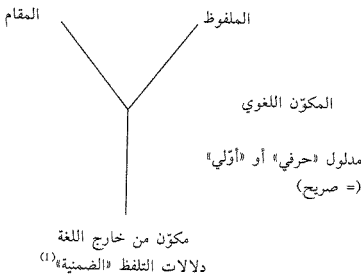 المقام
الملفوظ
المكوّن اللغوي
مدلول «حرفي» أو «أوّلي»
(= صريح)
مكوّن من خارج اللغة
دلالات التلفظ «الضمنية»(1)